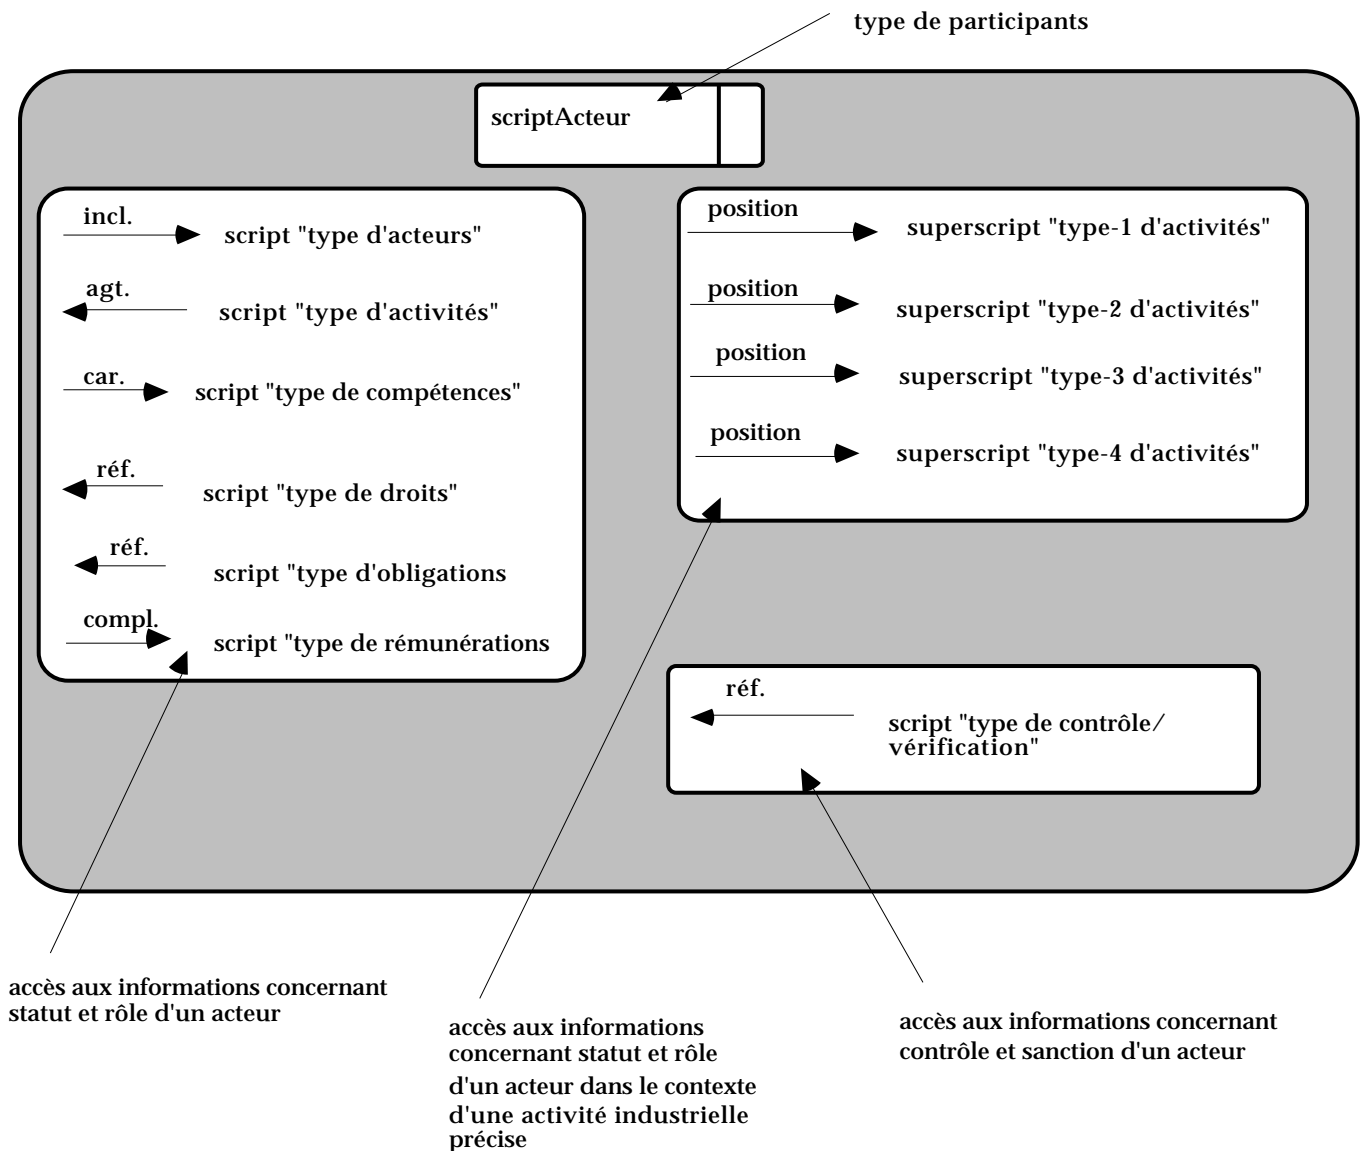 type de participants
scriptActeur
incl.
script "type d'acteurs"
agt.
script "type d'activités"
car.
script "type de compétences"
réf.
script "type de droits"
réf.
script "type d'obligations
compl.
script "type de rémunérations
position
superscript "type-1 d'activités"
position
superscript "type-2 d'activités"
position
superscript "type-3 d'activités"
position
superscript "type-4 d'activités"
réf.
script "type de contrôle/
vérification"
accès aux informations concernant
statut et rôle d'un acteur
accès aux informations
concernant statut et rôle
d'un acteur dans le contexte
d'une activité industrielle
précise
accès aux informations concernant
contrôle et sanction d'un acteur